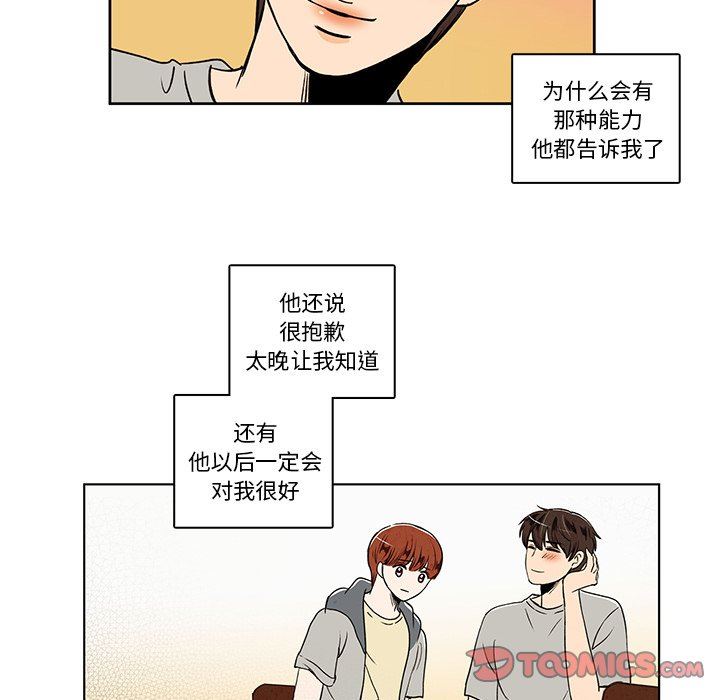 为什么会有
那种能力
他都告诉我了
他还说
很抱歉
太晚让我知道
还有
他以后一定会
对我很好
TOOMICS.COM